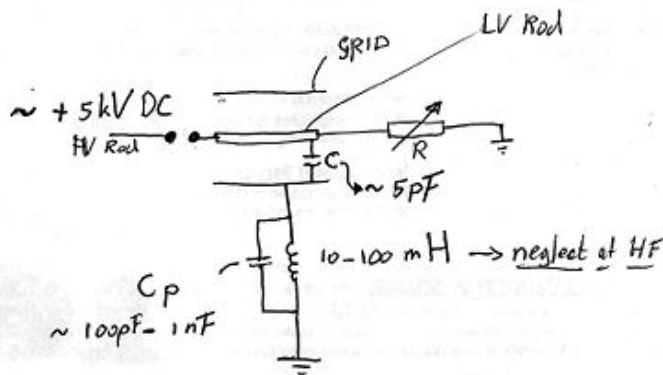 LV Rod
GRID
~ + 5kV DC
HV Rod
R
C
~ 5pF
10-100 mH → neglect at HF
Cp
~ 100pF - 1nF